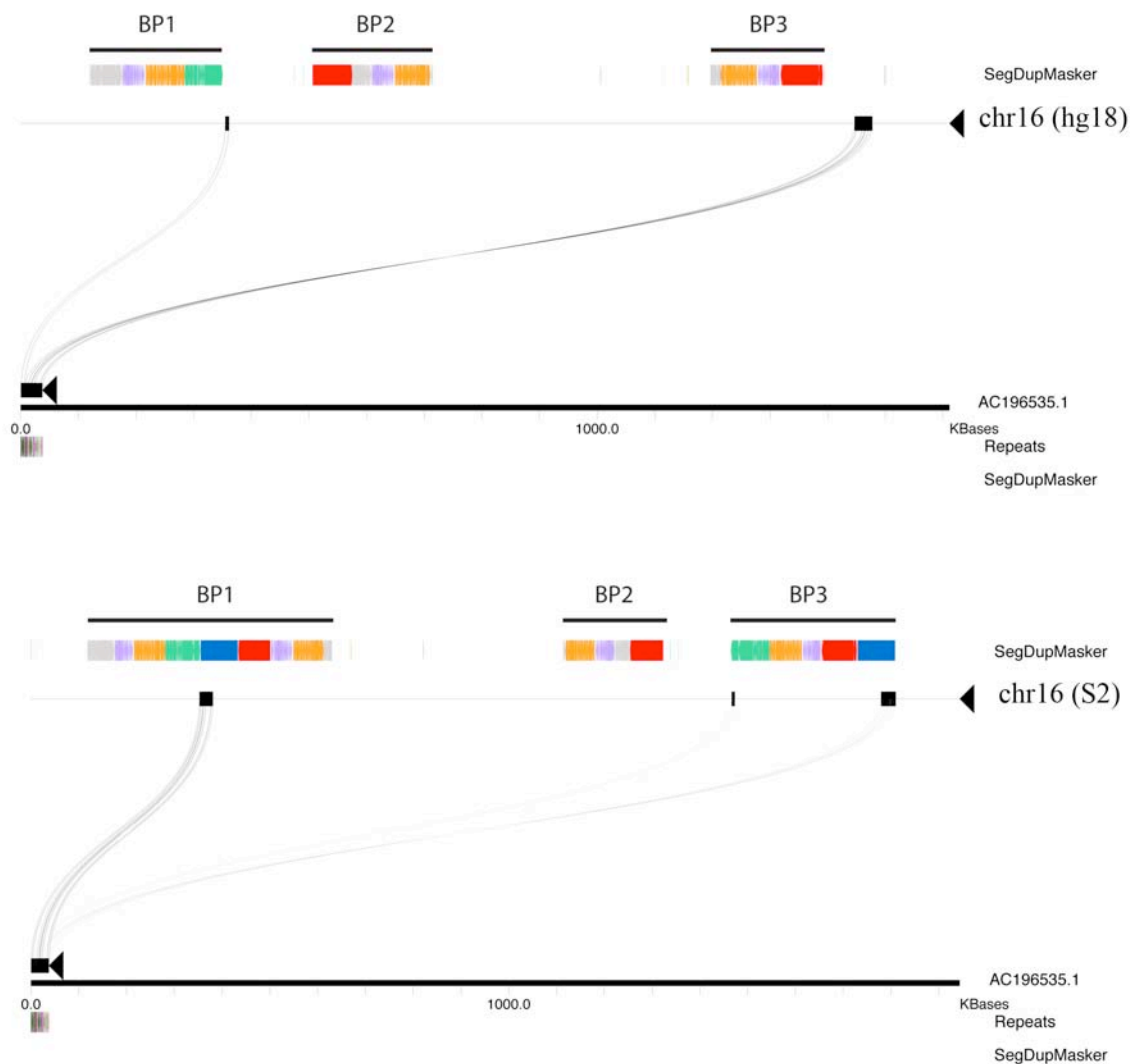 BP1 BP2 BP3
SegDupMasker
chr16 (hg18)
AC196535.1
0.0 1000.0 KBases
Repeats
SegDupMasker
BP1 BP2 BP3
SegDupMasker
chr16 (S2)
AC196535.1
0.0 1000.0 KBases
Repeats
SegDupMasker